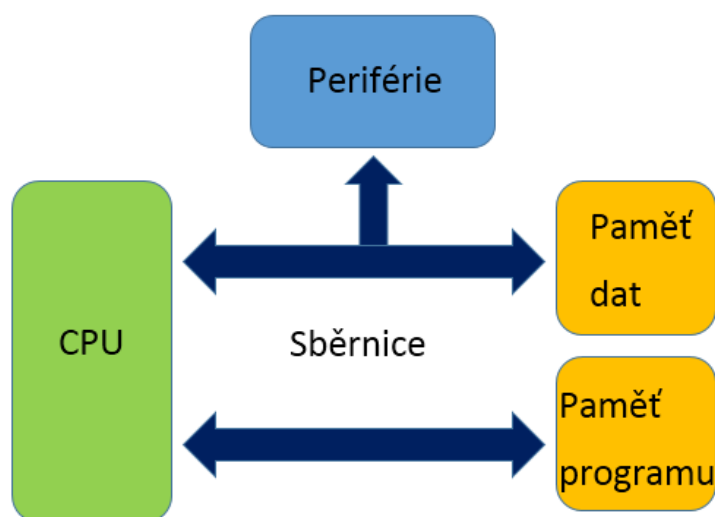 Periférie
Paměť
dat
CPU
Sběrnice
Paměť
programu